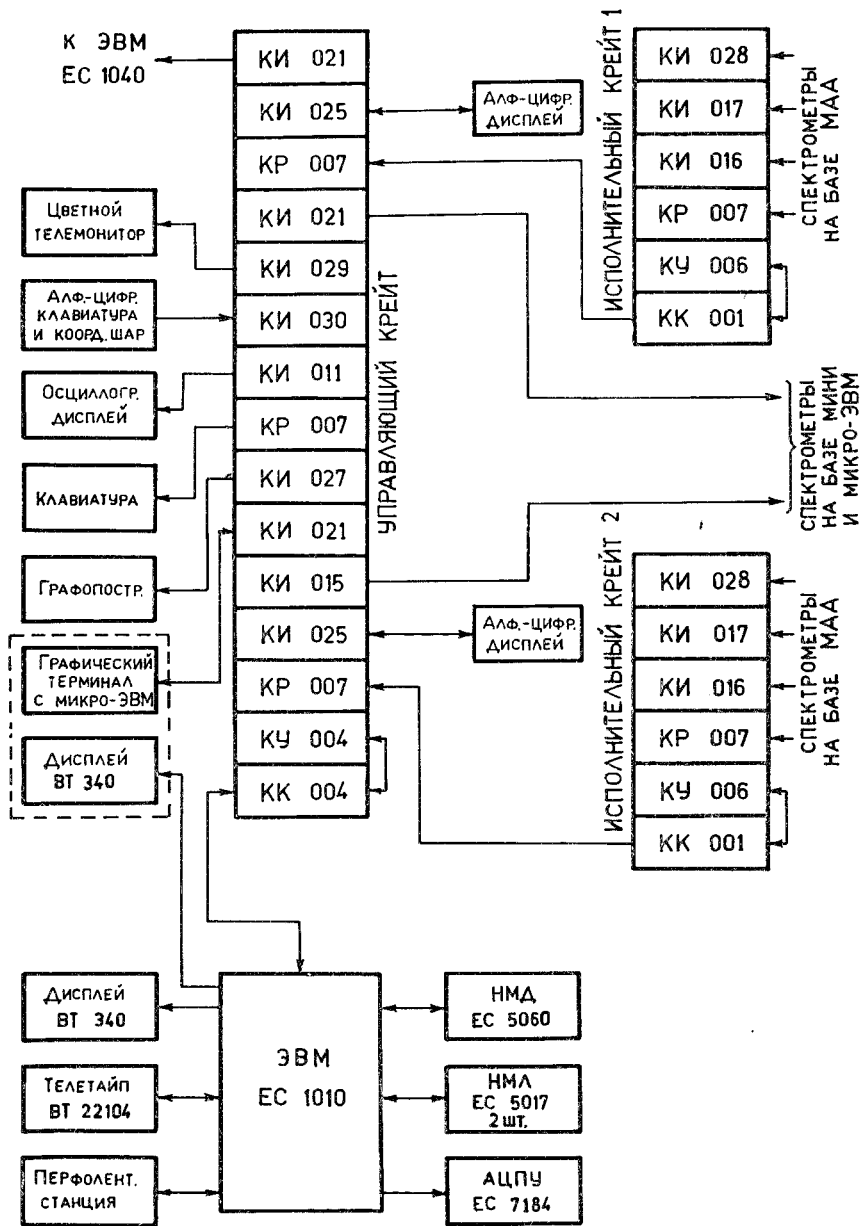 К ЭВМ
ЕС 1040
КИ 021
КИ 025
КР 007
КИ 021
КИ 029
КИ 030
КИ 011
КР 007
КИ 027
КИ 021
КИ 015
КИ 025
КР 007
КУ 004
КК 004
УПРАВЛЯЮЩИЙ КРЕЙТ
ЦВЕТНОЙ
ТЕЛЕМОНИТОР
АЛФ.-ЦИФР.
КЛАВИАТУРА
И КООРД. ШАР
ОСЦИЛЛОГР.
ДИСПЛЕЙ
КЛАВИАТУРА
ГРАФОПОСТР.
ГРАФИЧЕСКИЙ
ТЕРМИНАЛ
С МИКРО-ЭВМ
ДИСПЛЕЙ
ВТ 340
АЛФ-ЦИФР.
ДИСПЛЕЙ
АЛФ.-ЦИФР.
ДИСПЛЕЙ
ИСПОЛНИТЕЛЬНЫЙ КРЕЙТ 1
КИ 028
КИ 017
КИ 016
КР 007
КУ 006
КК 001
СПЕКТРОМЕТРЫ
НА БАЗЕ МАА
СПЕКТРОМЕТРЫ
НА БАЗЕ МИНИ
И МИКРО-ЭВМ
ИСПОЛНИТЕЛЬНЫЙ КРЕЙТ 2
КИ 028
КИ 017
КИ 016
КР 007
КУ 006
КК 001
СПЕКТРОМЕТРЫ
НА БАЗЕ МАА
ДИСПЛЕЙ
ВТ 340
ТЕЛЕТАЙП
ВТ 22104
ПЕРФОЛЕНТ.
СТАНЦИЯ
ЭВМ
ЕС 1010
НМД
ЕС 5060
НМЛ
ЕС 5017
2 шт.
АЦПУ
ЕС 7184